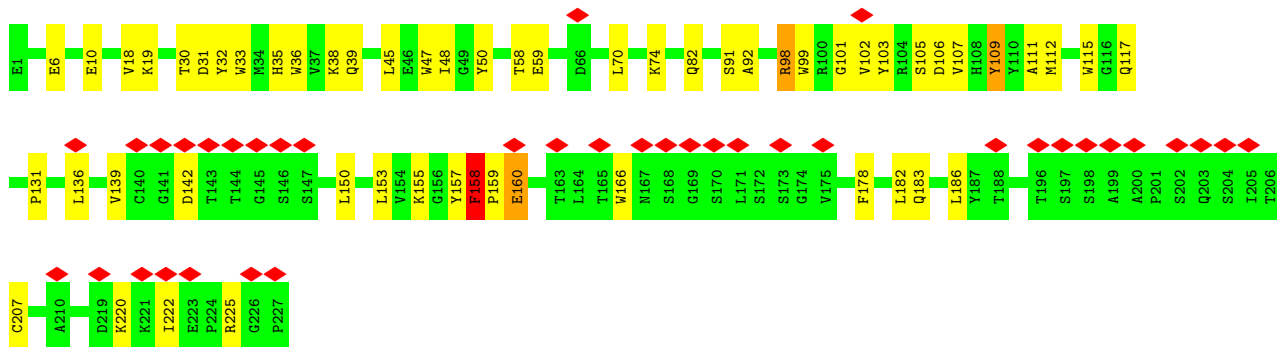 E1 E6 E10 V18 K19 T30 D31 Y32 W33 M34 H35 W36 V37 K38 Q39 L45 E46 W47 I48 G49 Y50 T58 E59 D66 L70 K74 Q82 S91 A92 R98 W99 R100 G101 V102 Y103 R104 S105 D106 V107 H108 Y109 Y110 A111 M112 W115 G116 Q117
P131 L136 V139 C140 G141 D142 T143 T144 G145 S146 S147 L150 L153 V154 K155 G156 Y157 F158 P159 E160 T163 L164 T165 W166 N167 S168 G169 S170 L171 S172 S173 G174 V175 F178 L182 Q183 L186 Y187 T188 T196 S197 S198 A199 A200 P201 S202 Q203 S204 I205 T206
C207 A210 D219 K220 K221 I222 E223 P224 R225 G226 P227